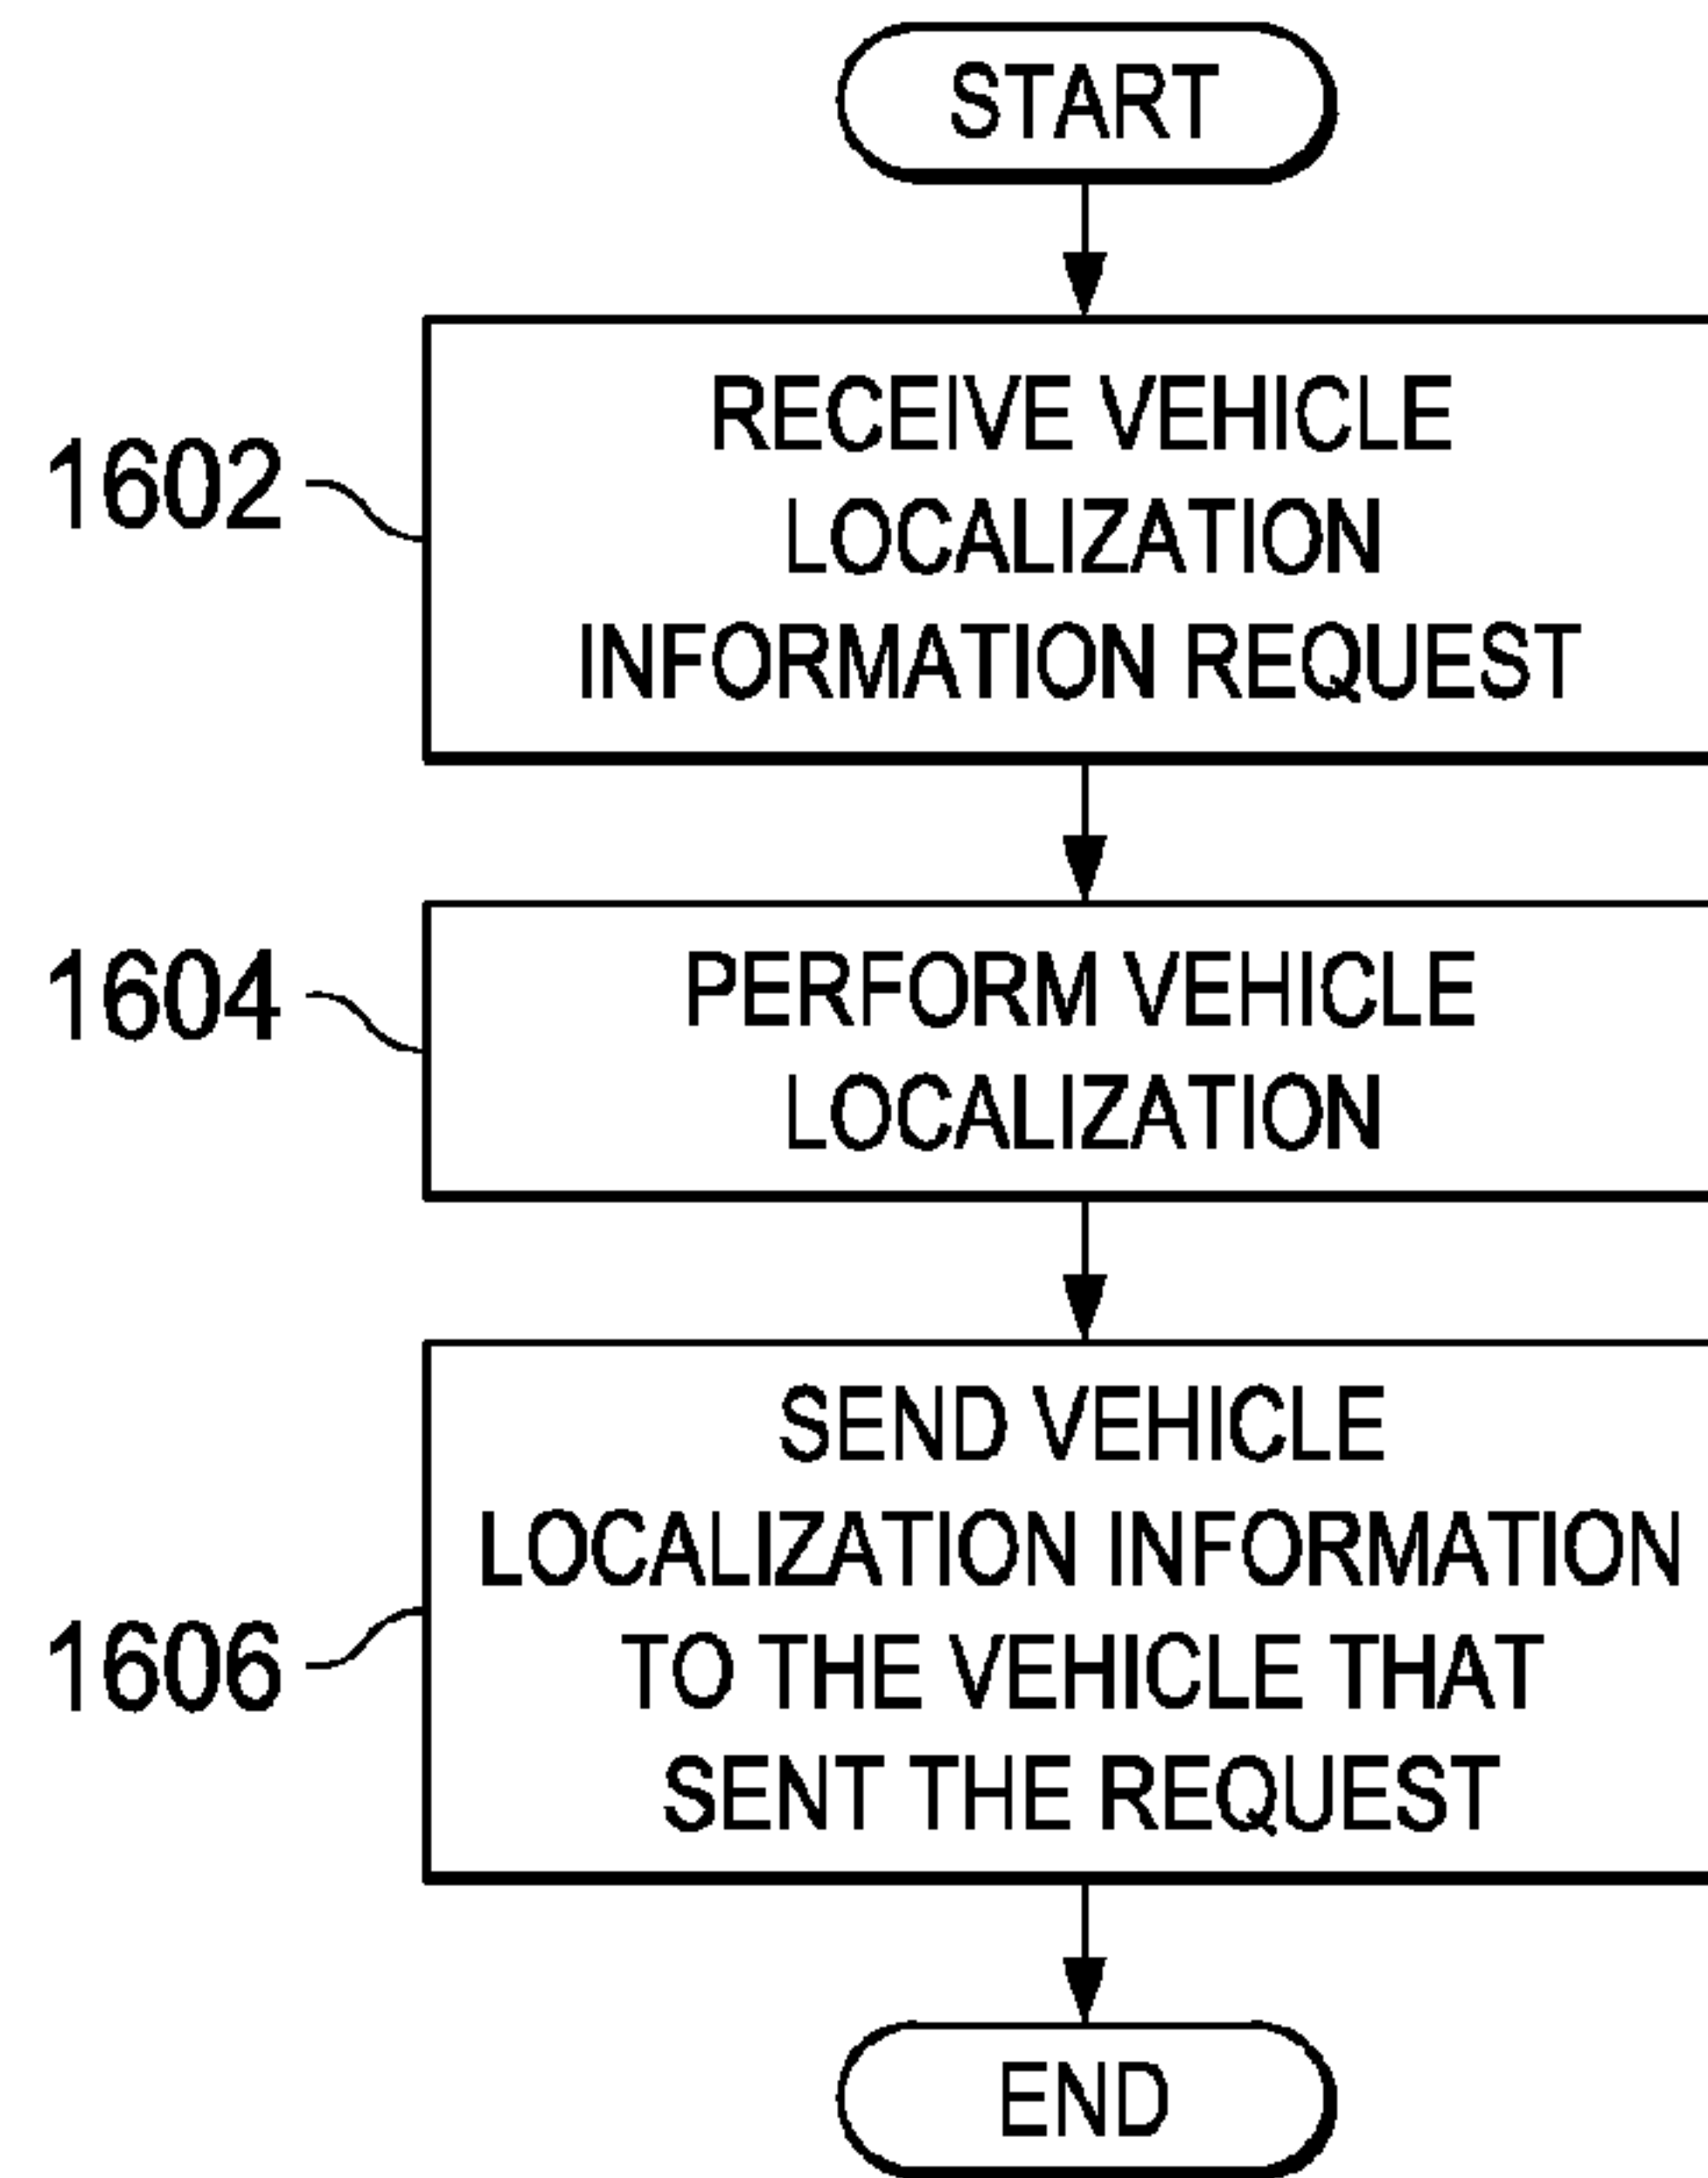 START
1602
RECEIVE VEHICLE
LOCALIZATION
INFORMATION REQUEST
1604
PERFORM VEHICLE
LOCALIZATION
1606
SEND VEHICLE
LOCALIZATION INFORMATION
TO THE VEHICLE THAT
SENT THE REQUEST
END